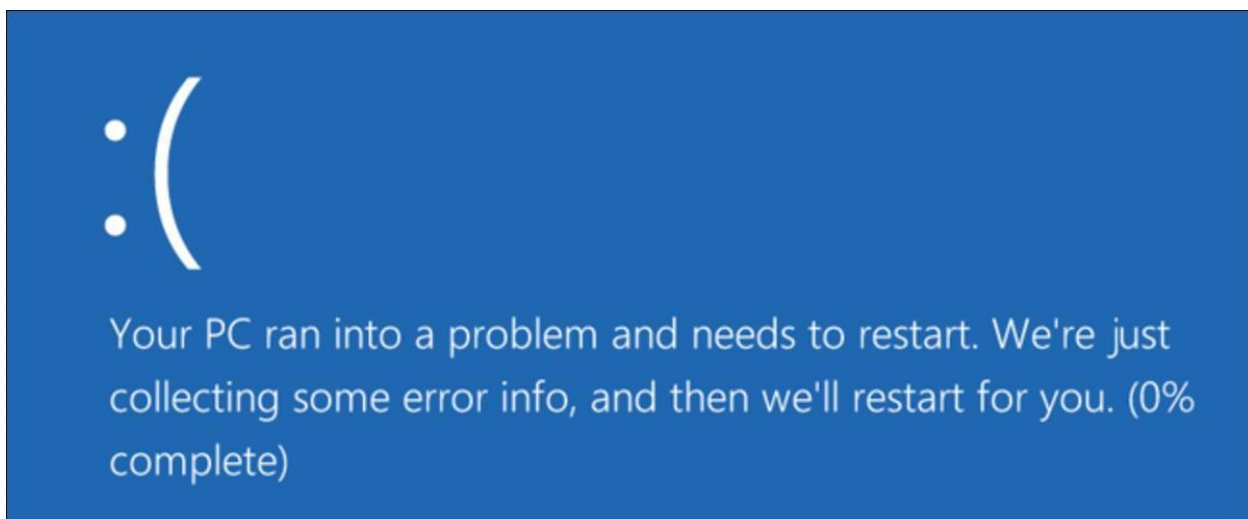 :(
Your PC ran into a problem and needs to restart. We're just
collecting some error info, and then we'll restart for you. (0%
complete)